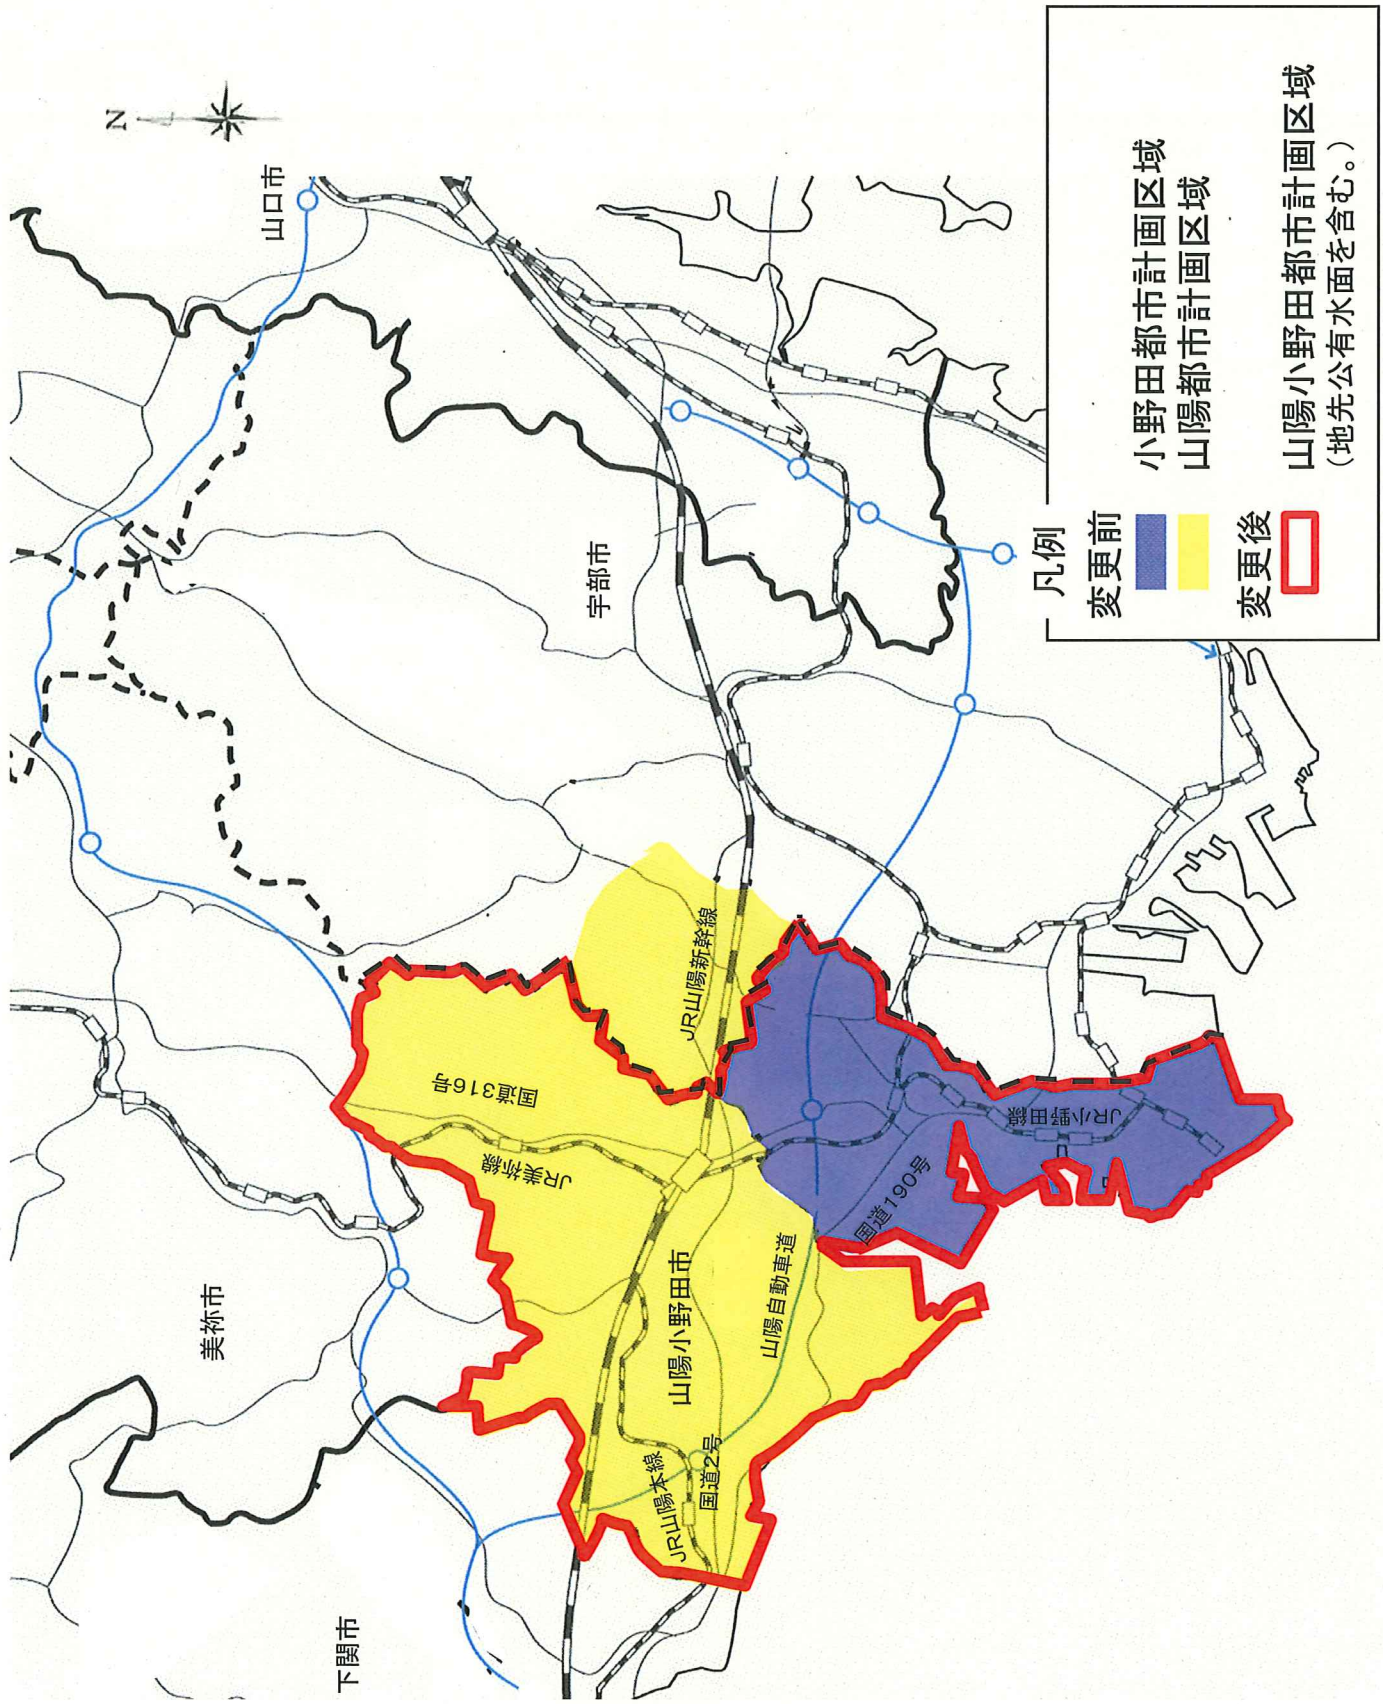 N
山口市
宇部市
美祢市
下関市
山陽小野田市
国道316号
JR美祢線
JR山陽新幹線
JR山陽本線
国道2号
山陽自動車道
国道190号
JR小野田線
凡例
変更前
小野田都市計画区域
山陽都市計画区域
変更後
山陽小野田都市計画区域
(地先公有水面を含む。)